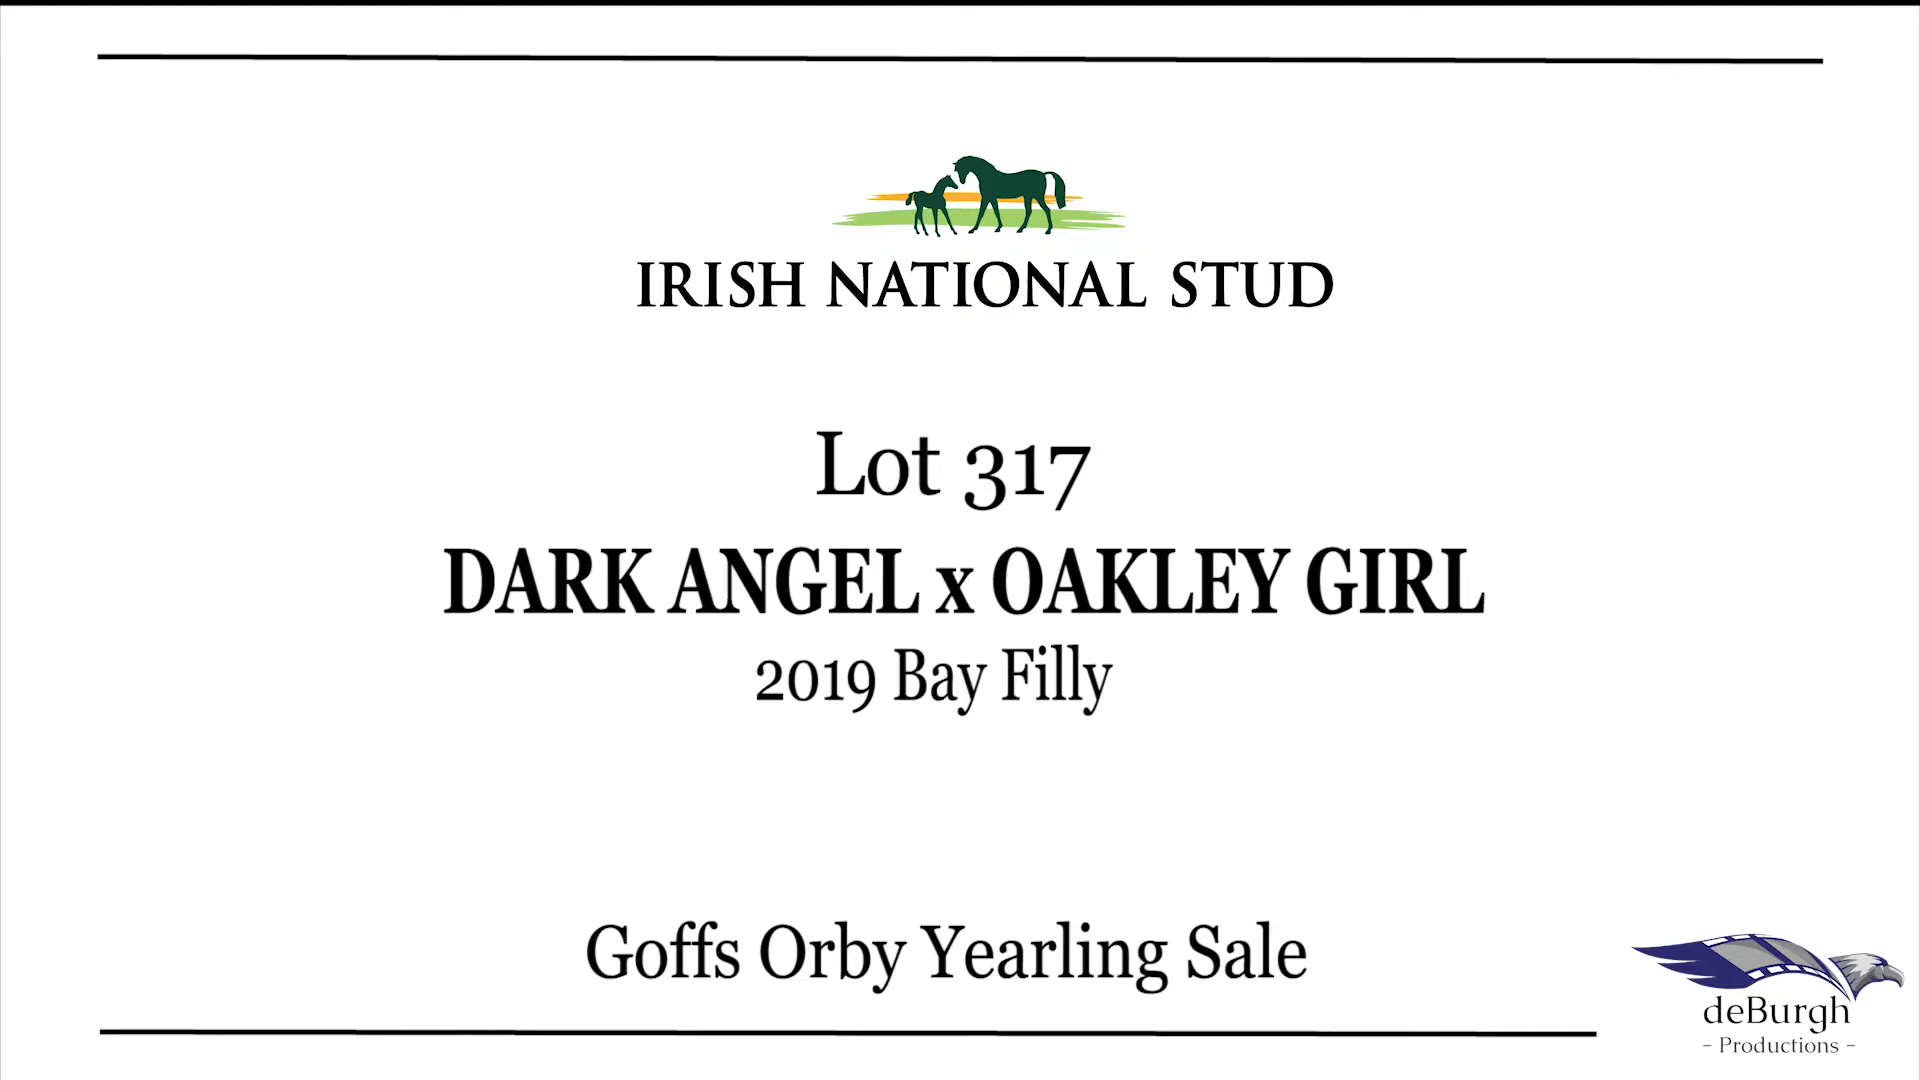 IRISH NATIONAL STUD
Lot 317
DARK ANGEL x OAKLEY GIRL
2019 Bay Filly
Goffs Orby Yearling Sale
deBurgh
- Productions -